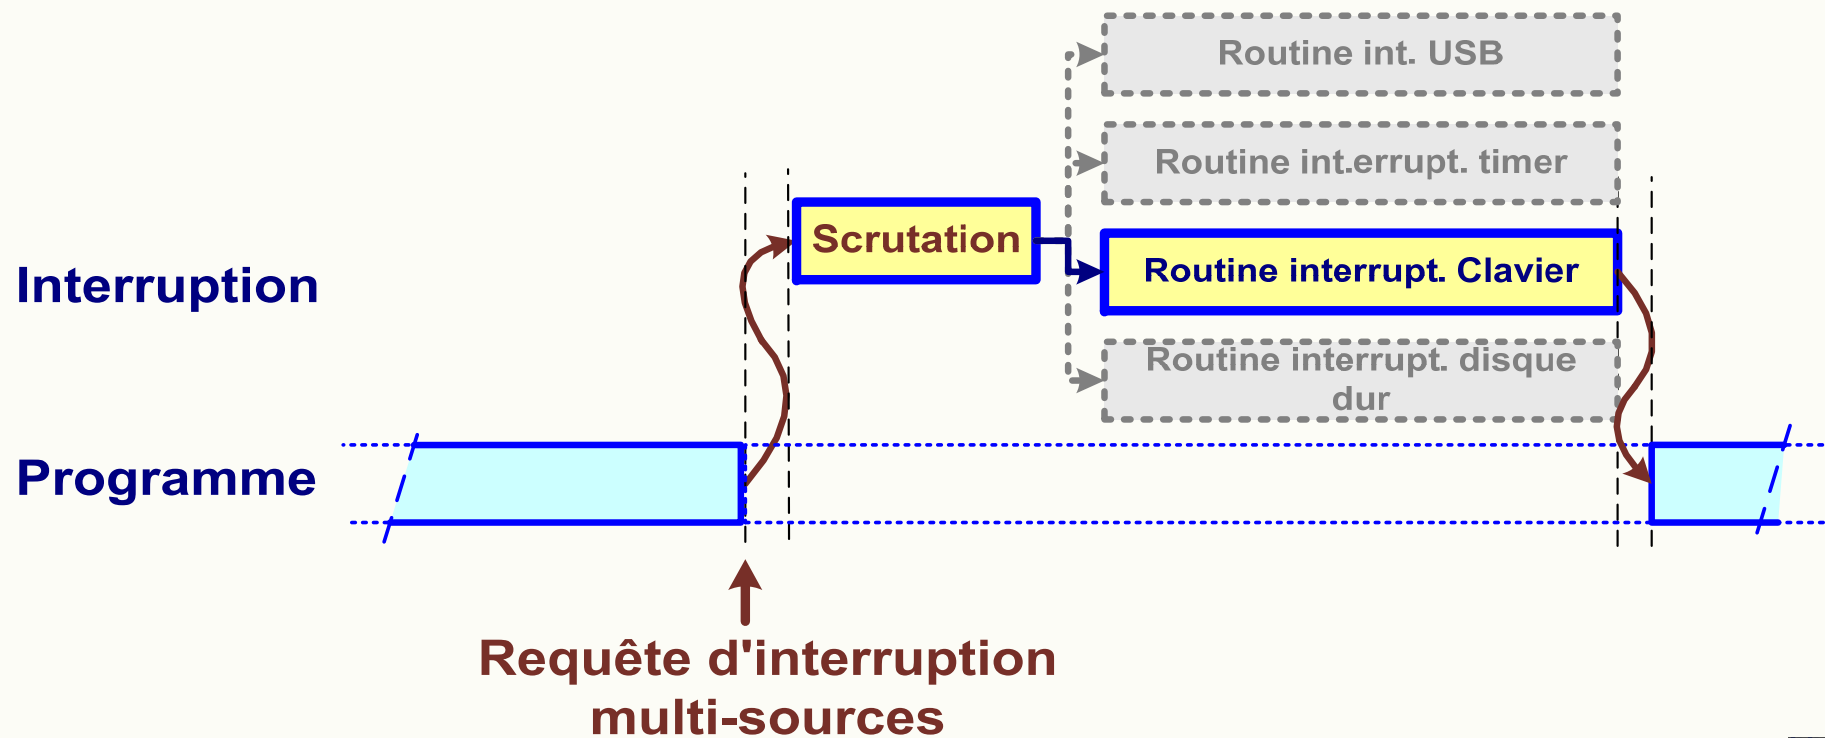 Routine int. USB
Routine int.errupt. timer
Scrutation
Routine interrupt. Clavier
Interruption
Routine interrupt. disque
dur
Programme
Requête d'interruption
multi-sources